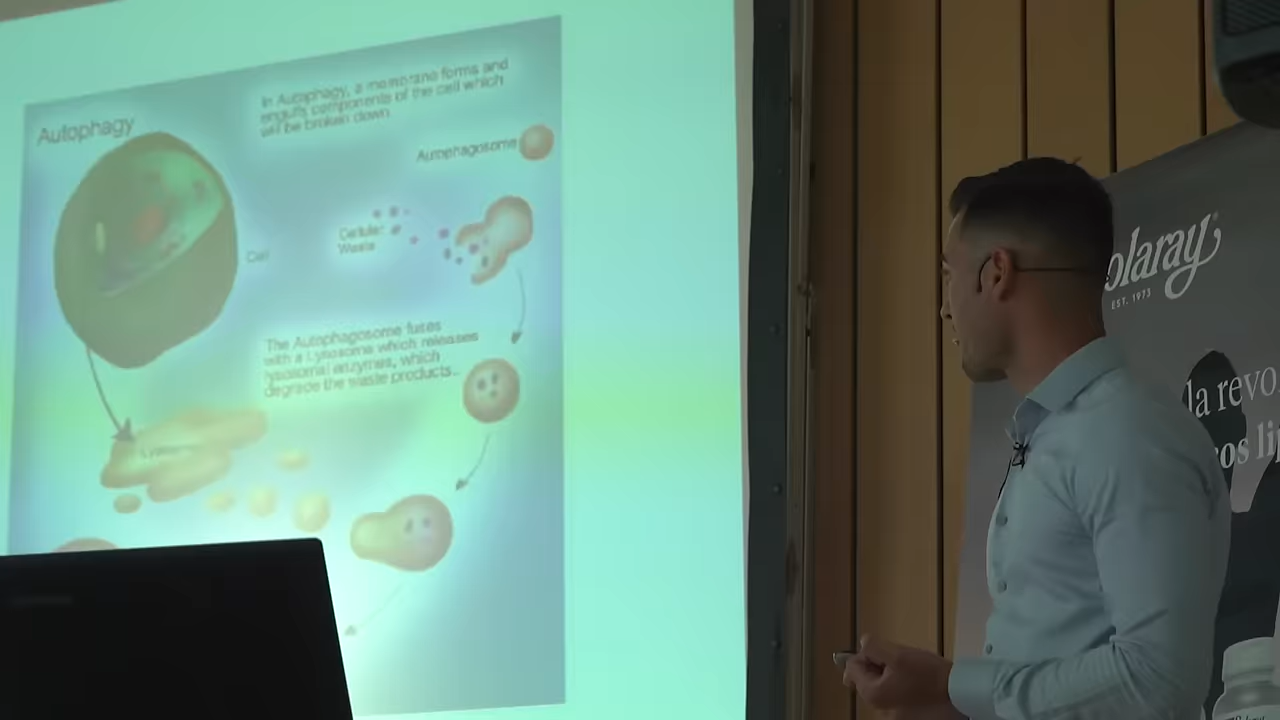 Autophagy
In Autophagy, a membrane forms and
engulfs components of the cell which
will be broken down
Autophagosome
Cellular
Waste
Cell
The Autophagosome fuses
with a Lysosome which releases
lysosomal enzymes, which
degrade the waste products..
olaray®
EST. 1973
la revo
cos li